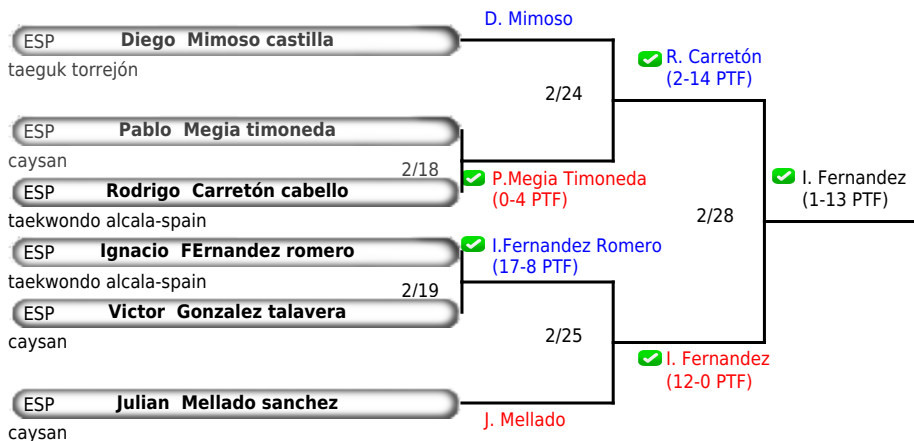 D. Mimoso
ESP Diego Mimoso castilla
taeguk torrejón
R. Carretón
(2-14 PTF)
2/24
ESP Pablo Megia timoneda
caysan
2/18
P.Megia Timoneda
(0-4 PTF)
ESP Rodrigo Carretón cabello
taekwondo alcala-spain
I. Fernandez
(1-13 PTF)
2/28
ESP Ignacio FErnandez romero
taekwondo alcala-spain
I.Fernandez Romero
(17-8 PTF)
2/19
ESP Victor Gonzalez talavera
caysan
2/25
I. Fernandez
(12-0 PTF)
ESP Julian Mellado sanchez
caysan
J. Mellado